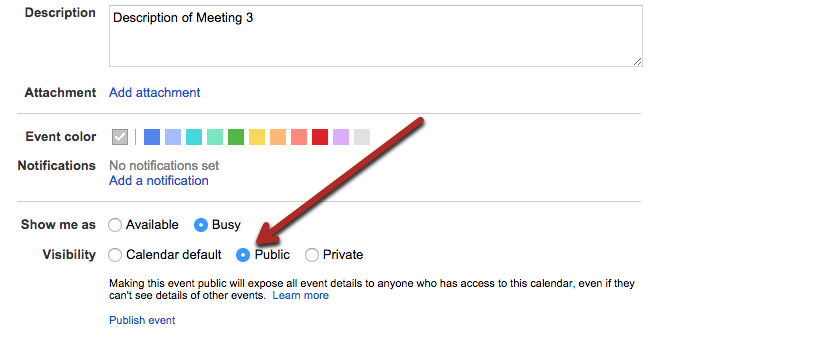 Description Description of Meeting 3
Attachment Add attachment
Event color
Notifications No notifications set
Add a notification
Show me as Available Busy
Visibility Calendar default Public Private
Making this event public will expose all event details to anyone who has access to this calendar, even if they
can't see details of other events. Learn more
Publish event